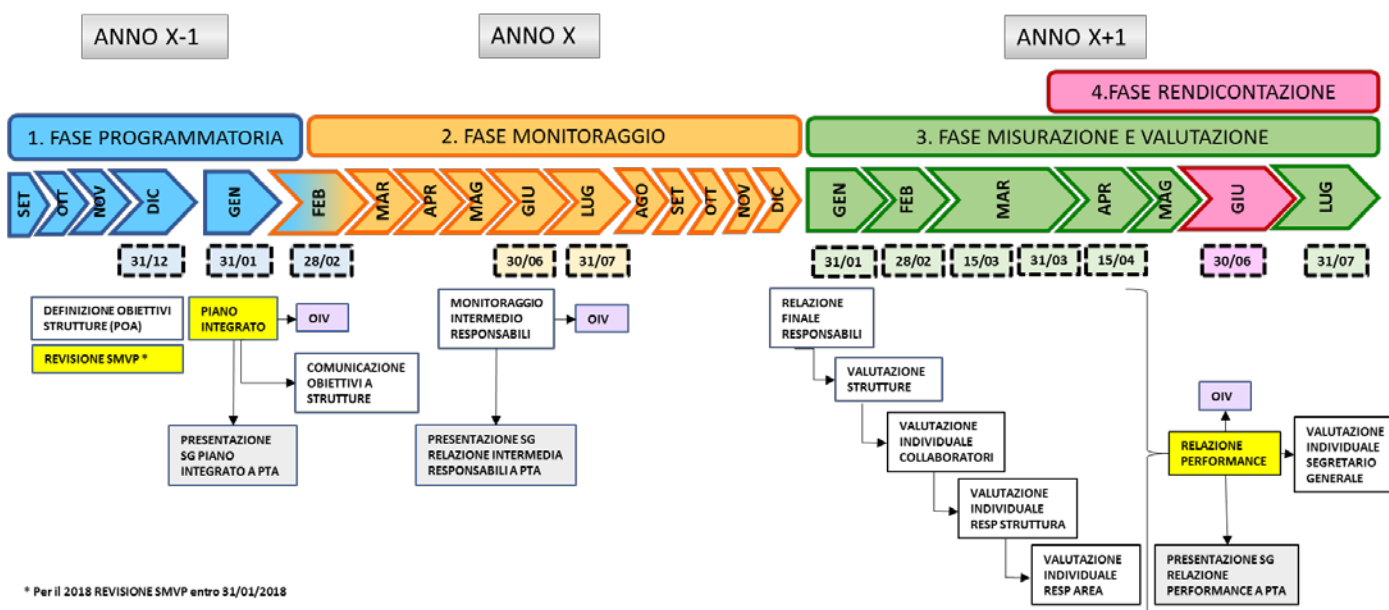 ANNO X-1
ANNO X
ANNO X+1
4.FASE RENDICONTAZIONE
1. FASE PROGRAMMATORIA
2. FASE MONITORAGGIO
3. FASE MISURAZIONE E VALUTAZIONE
SET
OTT
NOV
DIC
GEN
FEB
MAR
APR
MAG
GIU
LUG
AGO
SET
OTT
NOV
DIC
GEN
FEB
MAR
APR
MAG
GIU
LUG
31/12
31/01
28/02
30/06
31/07
31/01
28/02
15/03
31/03
15/04
30/06
31/07
DEFINIZIONE OBIETTIVI
STRUTTURE (POA)
REVISIONE SMVP *
PIANO
INTEGRATO
OIV
COMUNICAZIONE
OBIETTIVI A
STRUTTURE
PRESENTAZIONE
SG PIANO
INTEGRATO A PTA
MONITORAGGIO
INTERMEDIO
RESPONSABILI
OIV
PRESENTAZIONE SG
RELAZIONE INTERMEDIA
RESPONSABILI A PTA
RELAZIONE
FINALE
RESPONSABILI
VALUTAZIONE
STRUTTURE
VALUTAZIONE
INDIVIDUALE
COLLABORATORI
VALUTAZIONE
INDIVIDUALE
RESP STRUTTURA
VALUTAZIONE
INDIVIDUALE
RESP AREA
OIV
RELAZIONE
PERFORMANCE
VALUTAZIONE
INDIVIDUALE
SEGRETARIO
GENERALE
PRESENTAZIONE SG
RELAZIONE
PERFORMANCE A PTA
* Per il 2018 REVISIONE SMVP entro 31/01/2018